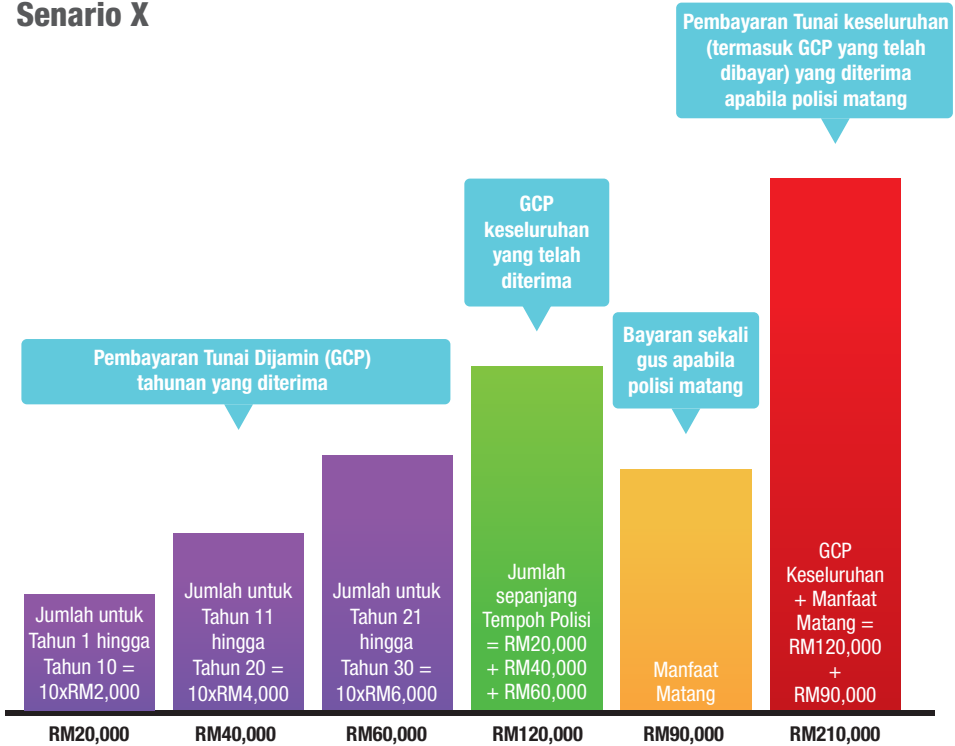 Senario X
Pembayaran Tunai keseluruhan
(termasuk GCP yang telah
dibayar) yang diterima
apabila polisi matang
GCP
keseluruhan
yang telah
diterima
Bayaran sekali
gus apabila
polisi matang
Pembayaran Tunai Dijamin (GCP)
tahunan yang diterima
Jumlah untuk
Tahun 1 hingga
Tahun 10 =
10xRM2,000
Jumlah untuk
Tahun 11
hingga
Tahun 20 =
10xRM4,000
Jumlah untuk
Tahun 21
hingga
Tahun 30 =
10xRM6,000
Jumlah
sepanjang
Tempoh Polisi
= RM20,000
+ RM40,000
+ RM60,000
Manfaat
Matang
GCP
Keseluruhan
+ Manfaat
Matang =
RM120,000
+
RM90,000
RM20,000
RM40,000
RM60,000
RM120,000
RM90,000
RM210,000